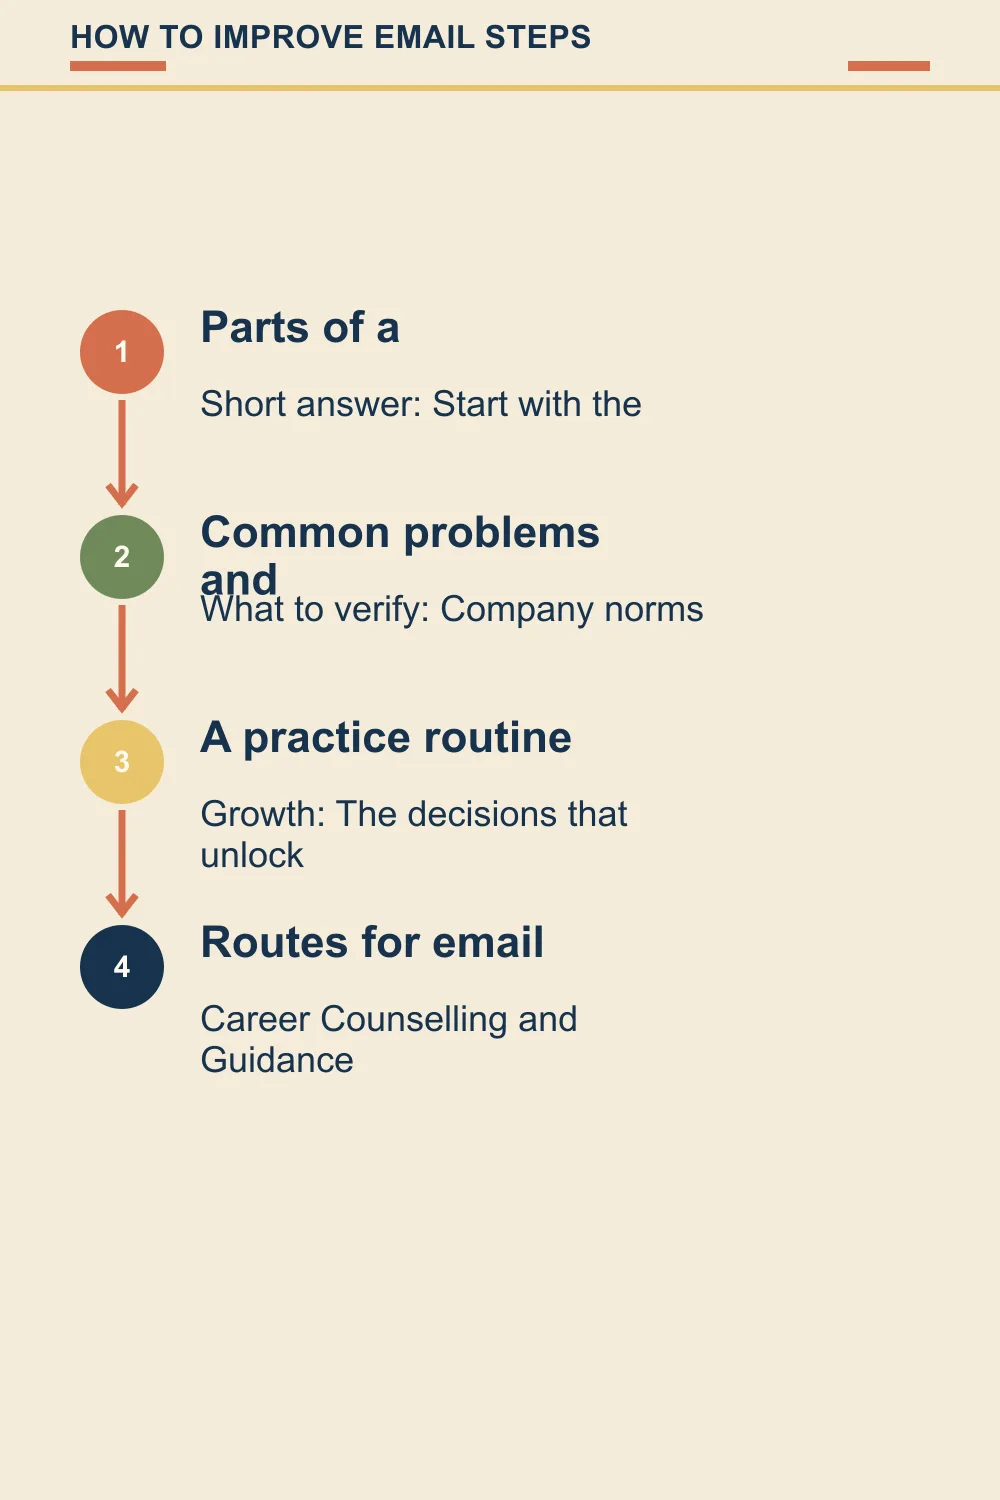 HOW TO IMPROVE EMAIL STEPS
1
Parts of a
Short answer: Start with the
2
Common problems
and
What to verify: Company norms
3
A practice routine
Growth: The decisions that
unlock
4
Routes for email
Career Counselling and
Guidance